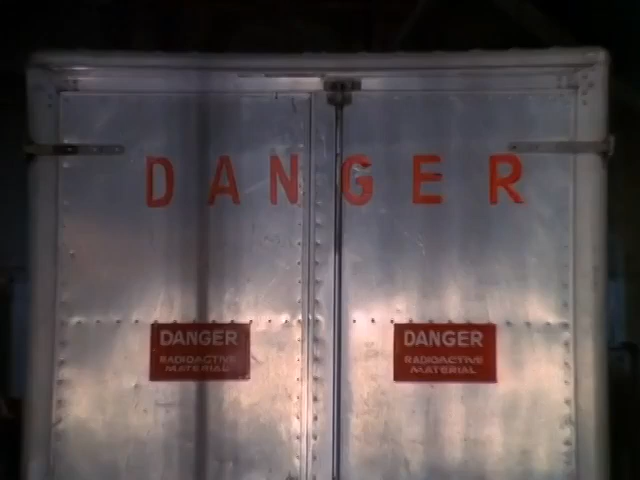 DANGER
DANGER
RADIOACTIVE
MATERIAL
DANGER
RADIOACTIVE
MATERIAL